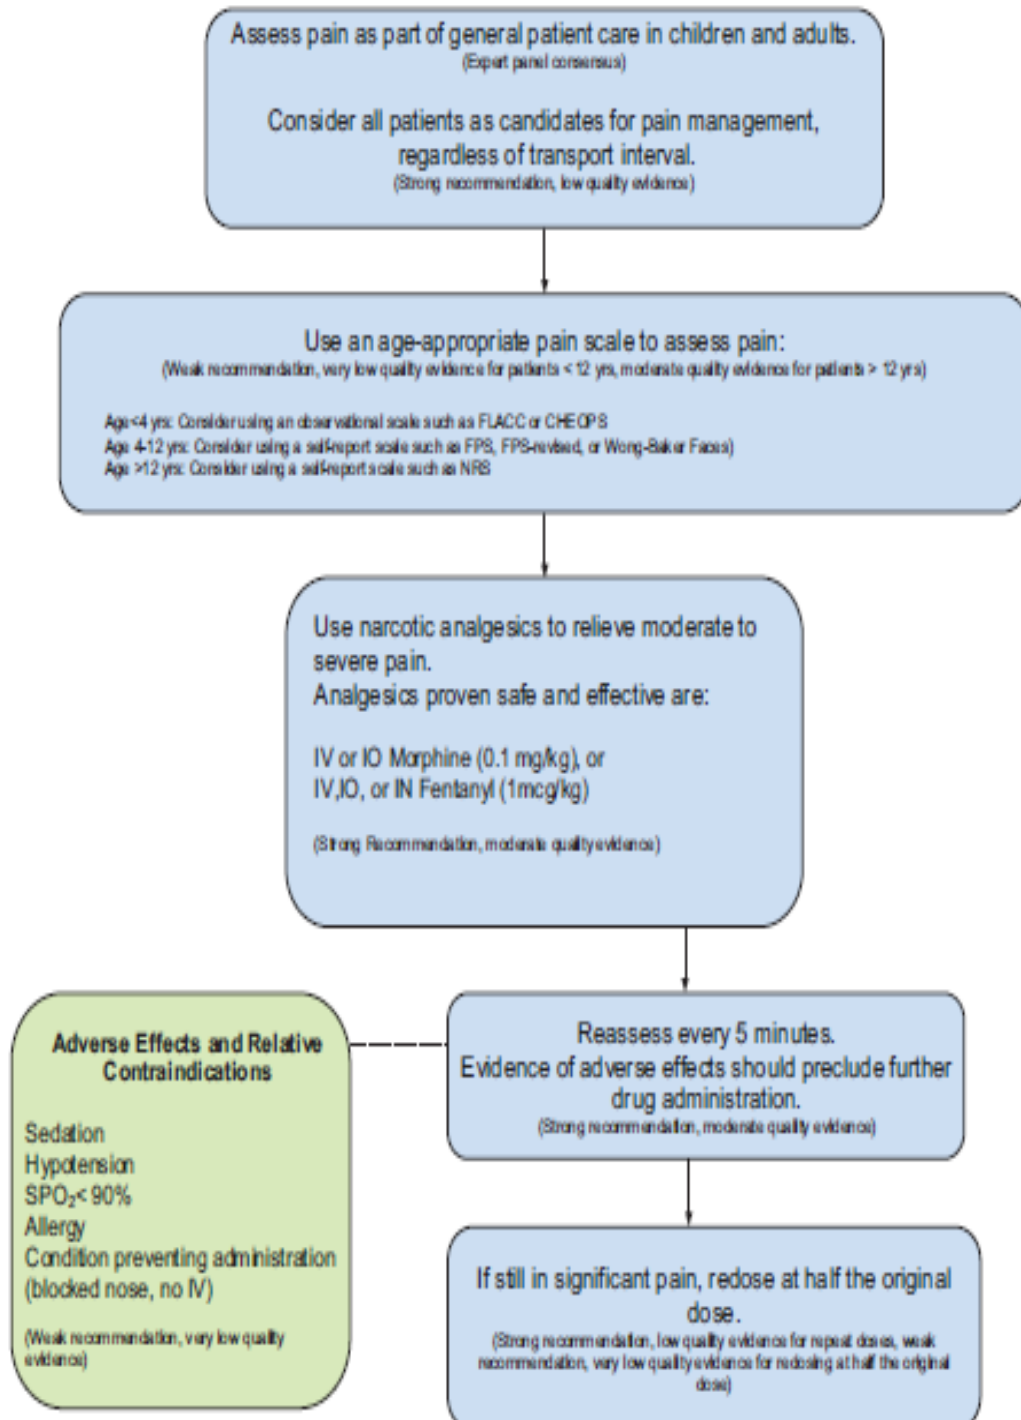 Assess pain as part of general patient care in children and adults.
(Expert panel consensus)
Consider all patients as candidates for pain management,
regardless of transport interval.
(Strong recommendation, low quality evidence)
Use an age-appropriate pain scale to assess pain:
(Weak recommendation, very low quality evidence for patients < 12 yrs, moderate quality evidence for patients > 12 yrs)
Age<4 yrs: Consider using an observational scale such as FLACC or CHEOPS
Age 4-12 yrs: Consider using a self-report scale such as FPS, FPS-revised, or Wong-Baker Faces)
Age >12 yrs: Consider using a self-report scale such as NRS
Use narcotic analgesics to relieve moderate to
severe pain.
Analgesics proven safe and effective are:
IV or IO Morphine (0.1 mg/kg), or
IV,IO, or IN Fentanyl (1mcg/kg)
(Strong Recommendation, moderate quality evidence)
Reassess every 5 minutes.
Evidence of adverse effects should preclude further
drug administration.
(Strong recommendation, moderate quality evidence)
Adverse Effects and Relative
Contraindications
Sedation
Hypotension
SPO₂< 90%
Allergy
Condition preventing administration
(blocked nose, no IV)
(Weak recommendation, very low quality
evidence)
If still in significant pain, redose at half the original
dose.
(Strong recommendation, low quality evidence for repeat doses, weak
recommendation, very low quality evidence for redosing at half the original
dose)